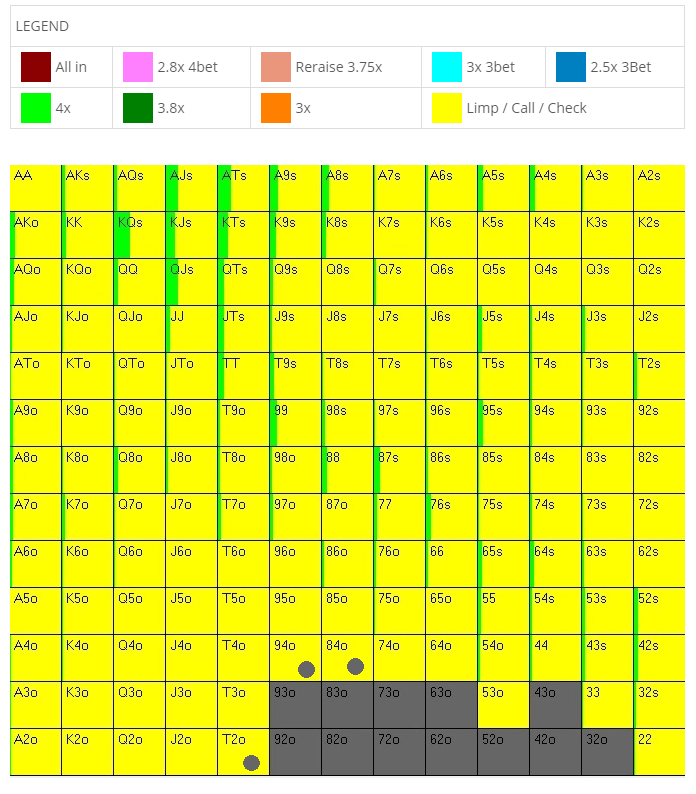 LEGEND
All in 2.8x 4bet Reraise 3.75x 3x 3bet 2.5x 3Bet
4x 3.8x 3x Limp / Call / Check
AA AKs AQs AJs ATs A9s A8s A7s A6s A5s A4s A3s A2s
AKo KK KQs KJs KTs K9s K8s K7s K6s K5s K4s K3s K2s
AQo KQo QQ QJs QTs Q9s Q8s Q7s Q6s Q5s Q4s Q3s Q2s
AJo KJo QJo JJ JTs J9s J8s J7s J6s J5s J4s J3s J2s
ATo KTo QTo JTo TT T9s T8s T7s T6s T5s T4s T3s T2s
A9o K9o Q9o J9o T9o 99 98s 97s 96s 95s 94s 93s 92s
A8o K8o Q8o J8o T8o 98o 88 87s 86s 85s 84s 83s 82s
A7o K7o Q7o J7o T7o 97o 87o 77 76s 75s 74s 73s 72s
A6o K6o Q6o J6o T6o 96o 86o 76o 66 65s 64s 63s 62s
A5o K5o Q5o J5o T5o 95o 85o 75o 65o 55 54s 53s 52s
A4o K4o Q4o J4o T4o 94o 84o 74o 64o 54o 44 43s 42s
A3o K3o Q3o J3o T3o 93o 83o 73o 63o 53o 43o 33 32s
A2o K2o Q2o J2o T2o 92o 82o 72o 62o 52o 42o 32o 22